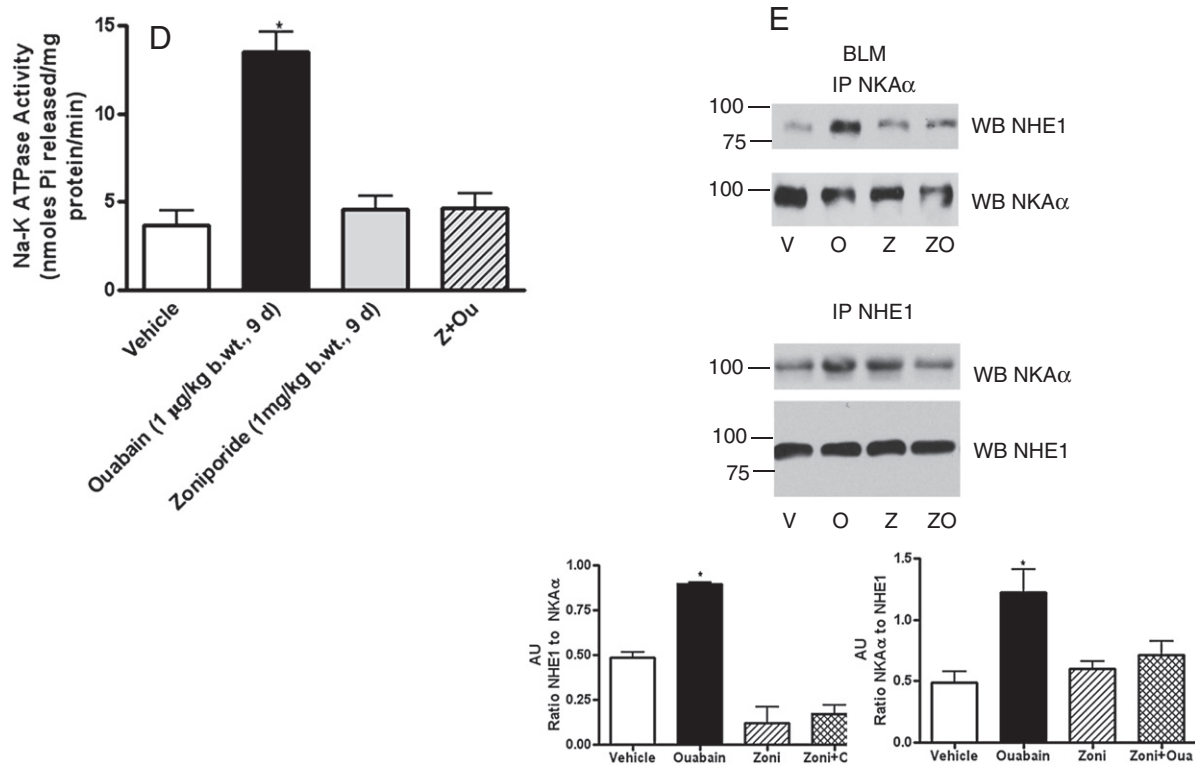 D
Na-K ATPase Activity
(nmoles Pi released/mg
protein/min)
15
10
5
0
*
Vehicle
Ouabain (1 μg/kg b.wt., 9 d)
Zoniporide (1mg/kg b.wt., 9 d)
Z+Ou
E
BLM
IP NKAα
100
75
WB NHE1
100
WB NKAα
V O Z ZO
IP NHE1
100
WB NKAα
100
75
WB NHE1
V O Z ZO
AU
Ratio NHE1 to NKAα
1.00
0.75
0.50
0.25
0.00
*
Vehicle Ouabain Zoni Zoni+O
AU
Ratio NKAα to NHE1
1.5
1.0
0.5
0.0
*
Vehicle Ouabain Zoni Zoni+Oua